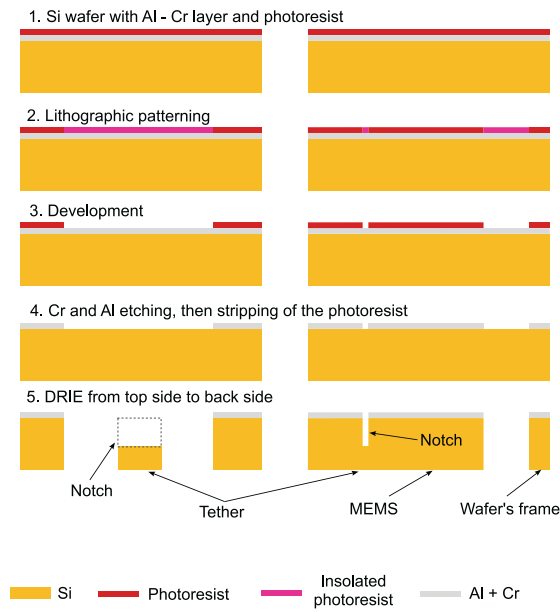 1. Si wafer with Al - Cr layer and photoresist
2. Lithographic patterning
3. Development
4. Cr and Al etching, then stripping of the photoresist
5. DRIE from top side to back side
Notch
Notch
Tether
MEMS
Wafer's frame
Si
Photoresist
Insolated
photoresist
Al + Cr